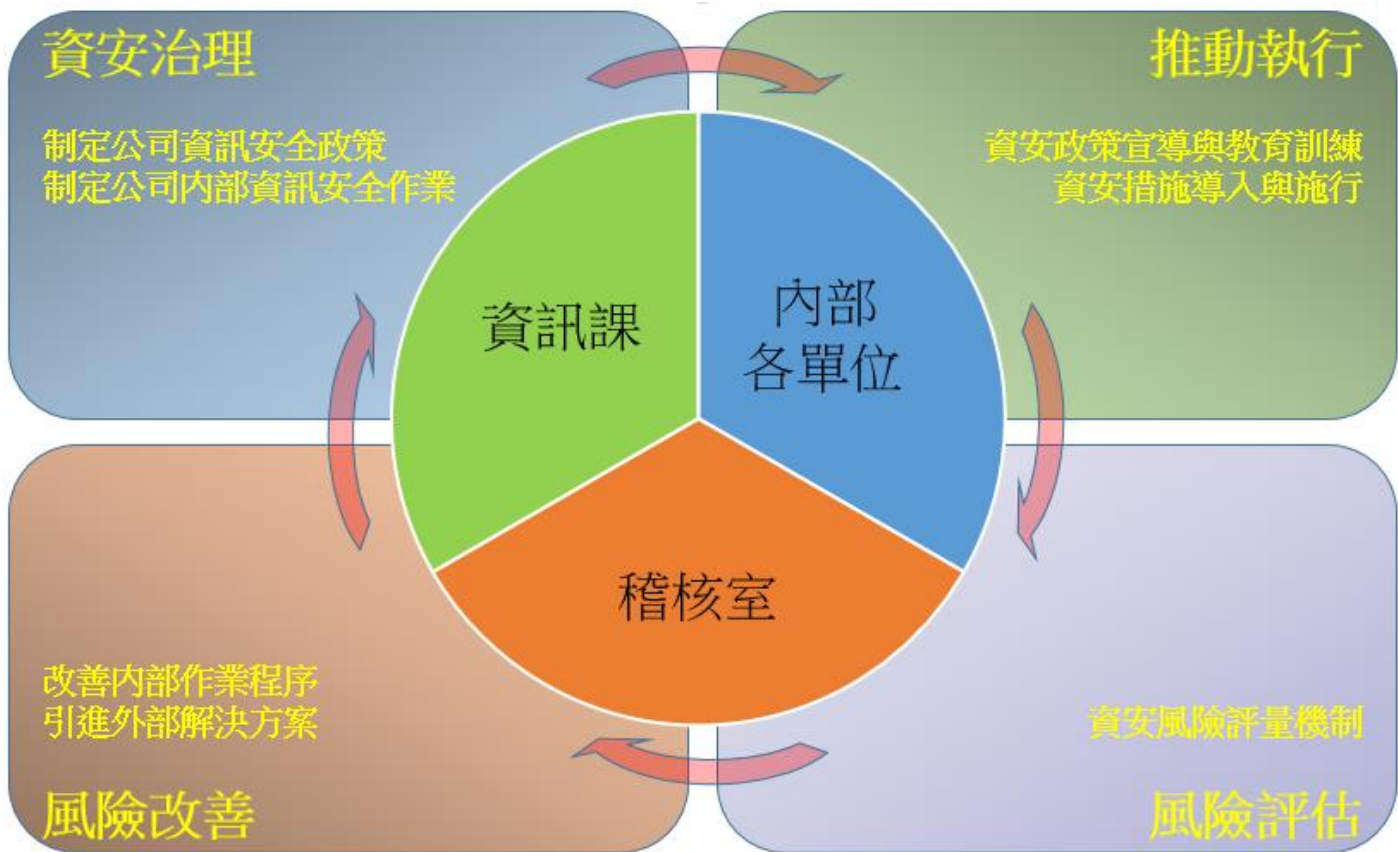 資安治理
制定公司資訊安全政策
制定公司内部資訊安全作業
推動執行
資安政策宣導與教育訓練
資安措施導入與施行
資訊課
內部
各單位
稽核室
改善内部作業程序
引進外部解決方案
風險改善
資安風險評量機制
風險評估